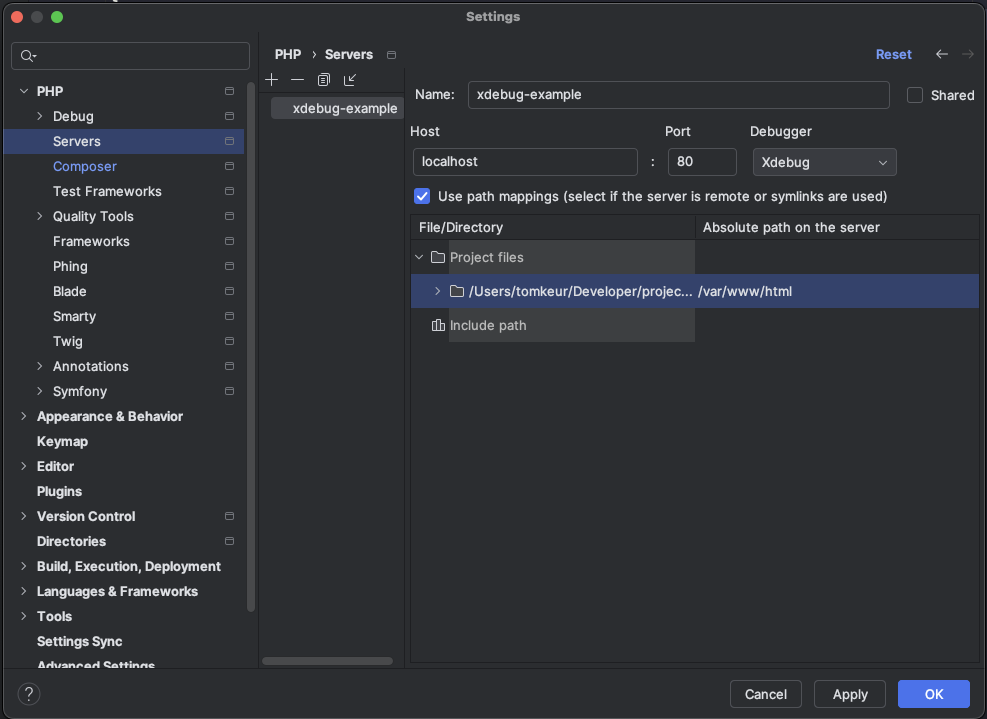 Settings
PHP › Servers
Reset
PHP
Debug
Servers
Composer
Test Frameworks
Quality Tools
Frameworks
Phing
Blade
Smarty
Twig
Annotations
Symfony
Appearance & Behavior
Keymap
Editor
Plugins
Version Control
Directories
Build, Execution, Deployment
Languages & Frameworks
Tools
Settings Sync
Advanced Settings
xdebug-example
Name: xdebug-example Shared
Host Port Debugger
localhost : 80 Xdebug
Use path mappings (select if the server is remote or symlinks are used)
File/Directory Absolute path on the server
Project files
/Users/tomkeur/Developer/projec... /var/www/html
Include path
? Cancel Apply OK